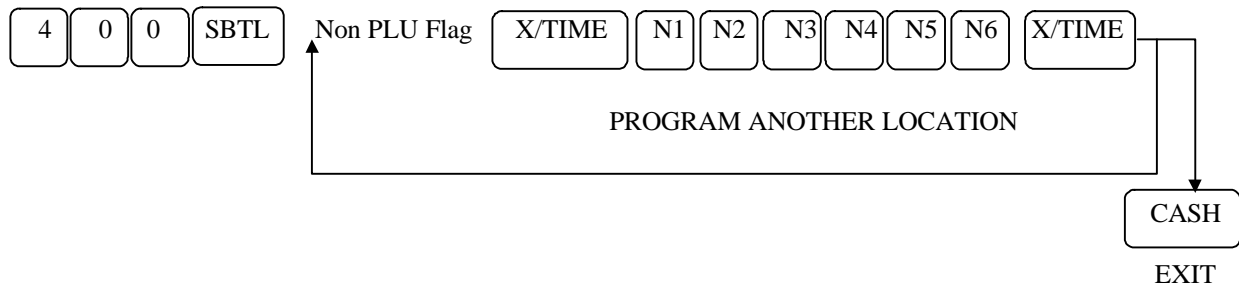 4 0 0 SBTL Non PLU Flag X/TIME N1 N2 N3 N4 N5 N6 X/TIME
PROGRAM ANOTHER LOCATION
CASH
EXIT